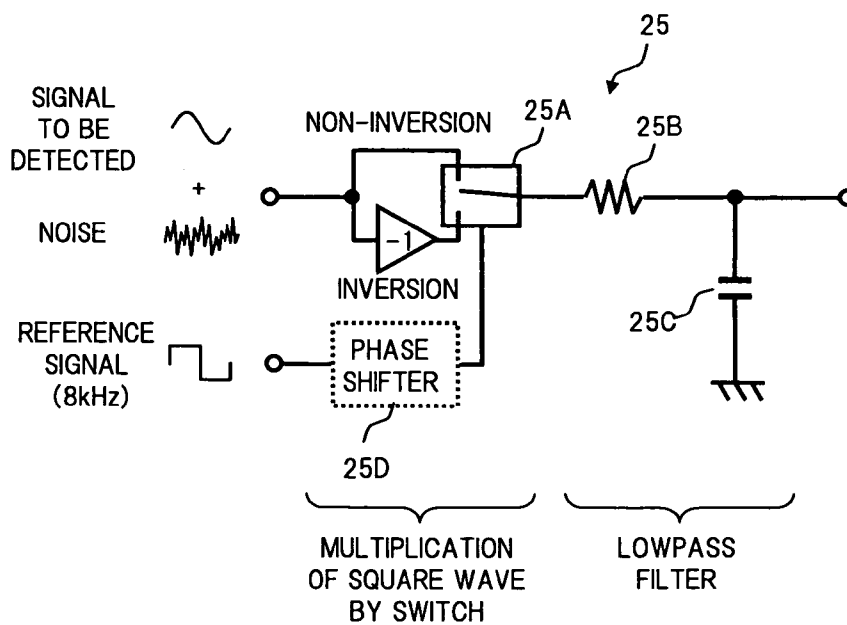 25
SIGNAL
TO BE
DETECTED
+
NOISE
NON-INVERSION
25A
25B
-1
INVERSION
25C
REFERENCE
SIGNAL
(8kHz)
PHASE
SHIFTER
25D
MULTIPLICATION
OF SQUARE WAVE
BY SWITCH
LOWPASS
FILTER